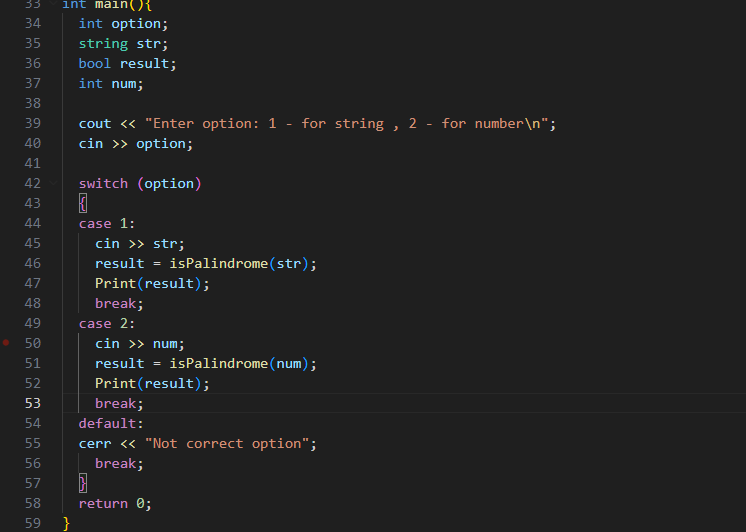 33 int main(){
34 int option;
35 string str;
36 bool result;
37 int num;
38
39 cout << "Enter option: 1 - for string , 2 - for number\n";
40 cin >> option;
41
42 switch (option)
43 {
44 case 1:
45 cin >> str;
46 result = isPalindrome(str);
47 Print(result);
48 break;
49 case 2:
50 cin >> num;
51 result = isPalindrome(num);
52 Print(result);
53 break;
54 default:
55 cerr << "Not correct option";
56 break;
57 }
58 return 0;
59 }